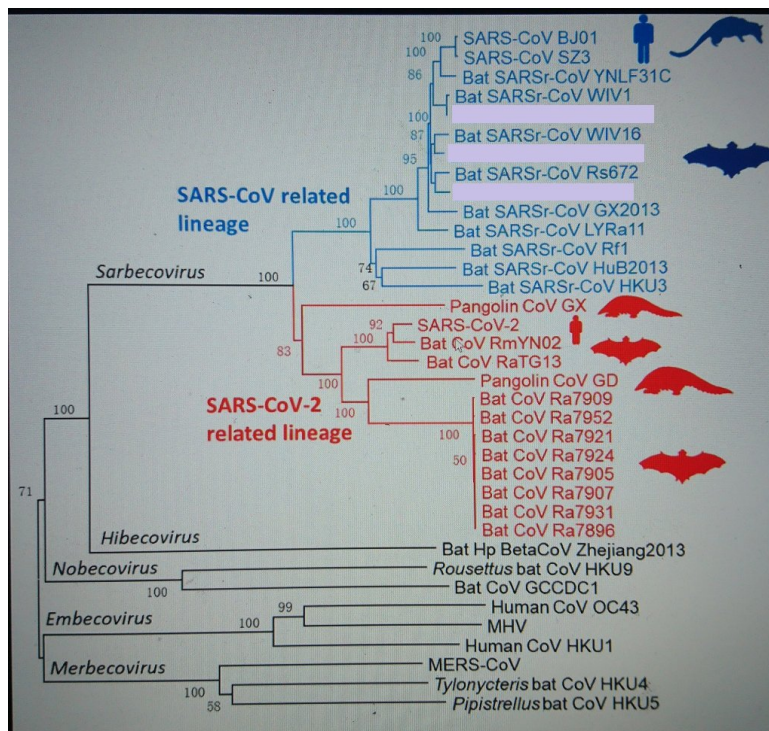 100 SARS-CoV BJ01
100 SARS-CoV SZ3
86 Bat SARSr-CoV YNLF31C
Bat SARSr-CoV WIV1
100
87 Bat SARSr-CoV WIV16
95
Bat SARSr-CoV Rs672
SARS-CoV related
lineage
100
100
Bat SARSr-CoV GX2013
Bat SARSr-CoV LYRa11
Bat SARSr-CoV Rf1
74 Bat SARSr-CoV HuB2013
67 Bat SARSr-CoV HKU3
Sarbecovirus
100
Pangolin CoV GX
92 SARS-CoV-2
100 Bat CoV RmYN02
83
Bat CoV RaTG13
100 Pangolin CoV GD
SARS-CoV-2
related lineage
100
Bat CoV Ra7909
Bat CoV Ra7952
100 Bat CoV Ra7921
Bat CoV Ra7924
50 Bat CoV Ra7905
Bat CoV Ra7907
Bat CoV Ra7931
Bat CoV Ra7896
100
71
Hibecovirus
Bat Hp BetaCoV Zhejiang2013
Nobecovirus
Rousettus bat CoV HKU9
100 Bat CoV GCCDC1
Embecovirus
99 Human CoV OC43
100 MHV
Human CoV HKU1
Merbecovirus
MERS-CoV
100 Tylonycteris bat CoV HKU4
58 Pipistrellus bat CoV HKU5